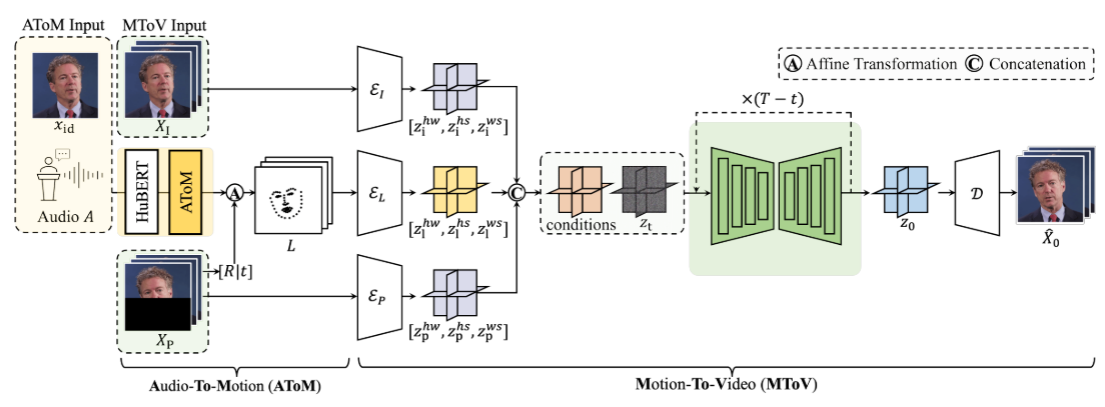 AToM Input
MToV Input
x_id
X_I
Audio A
HuBERT
AToM
A
[R|t]
L
X_P
ℰ_I
[z_i^hw, z_i^hs, z_i^ws]
ℰ_L
[z_l^hw, z_l^hs, z_l^ws]
ℰ_P
[z_p^hw, z_p^hs, z_p^ws]
C
conditions
z_t
×(T − t)
z_0
𝒟
X̂_0
A Affine Transformation
C Concatenation
Audio-To-Motion (AToM)
Motion-To-Video (MToV)